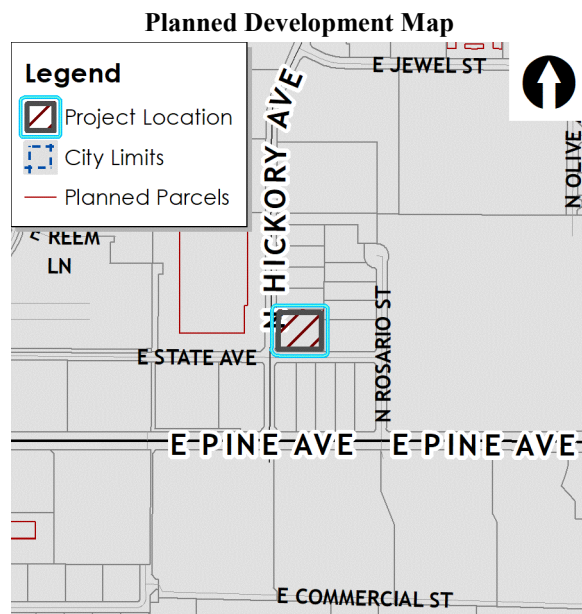 Planned Development Map
Legend
Project Location
City Limits
Planned Parcels
E JEWEL ST
N HICKORY AVE
N OLIVE
E REEM
LN
N ROSARIO ST
E STATE AVE
E PINE AVE
E PINE AVE
E COMMERCIAL ST